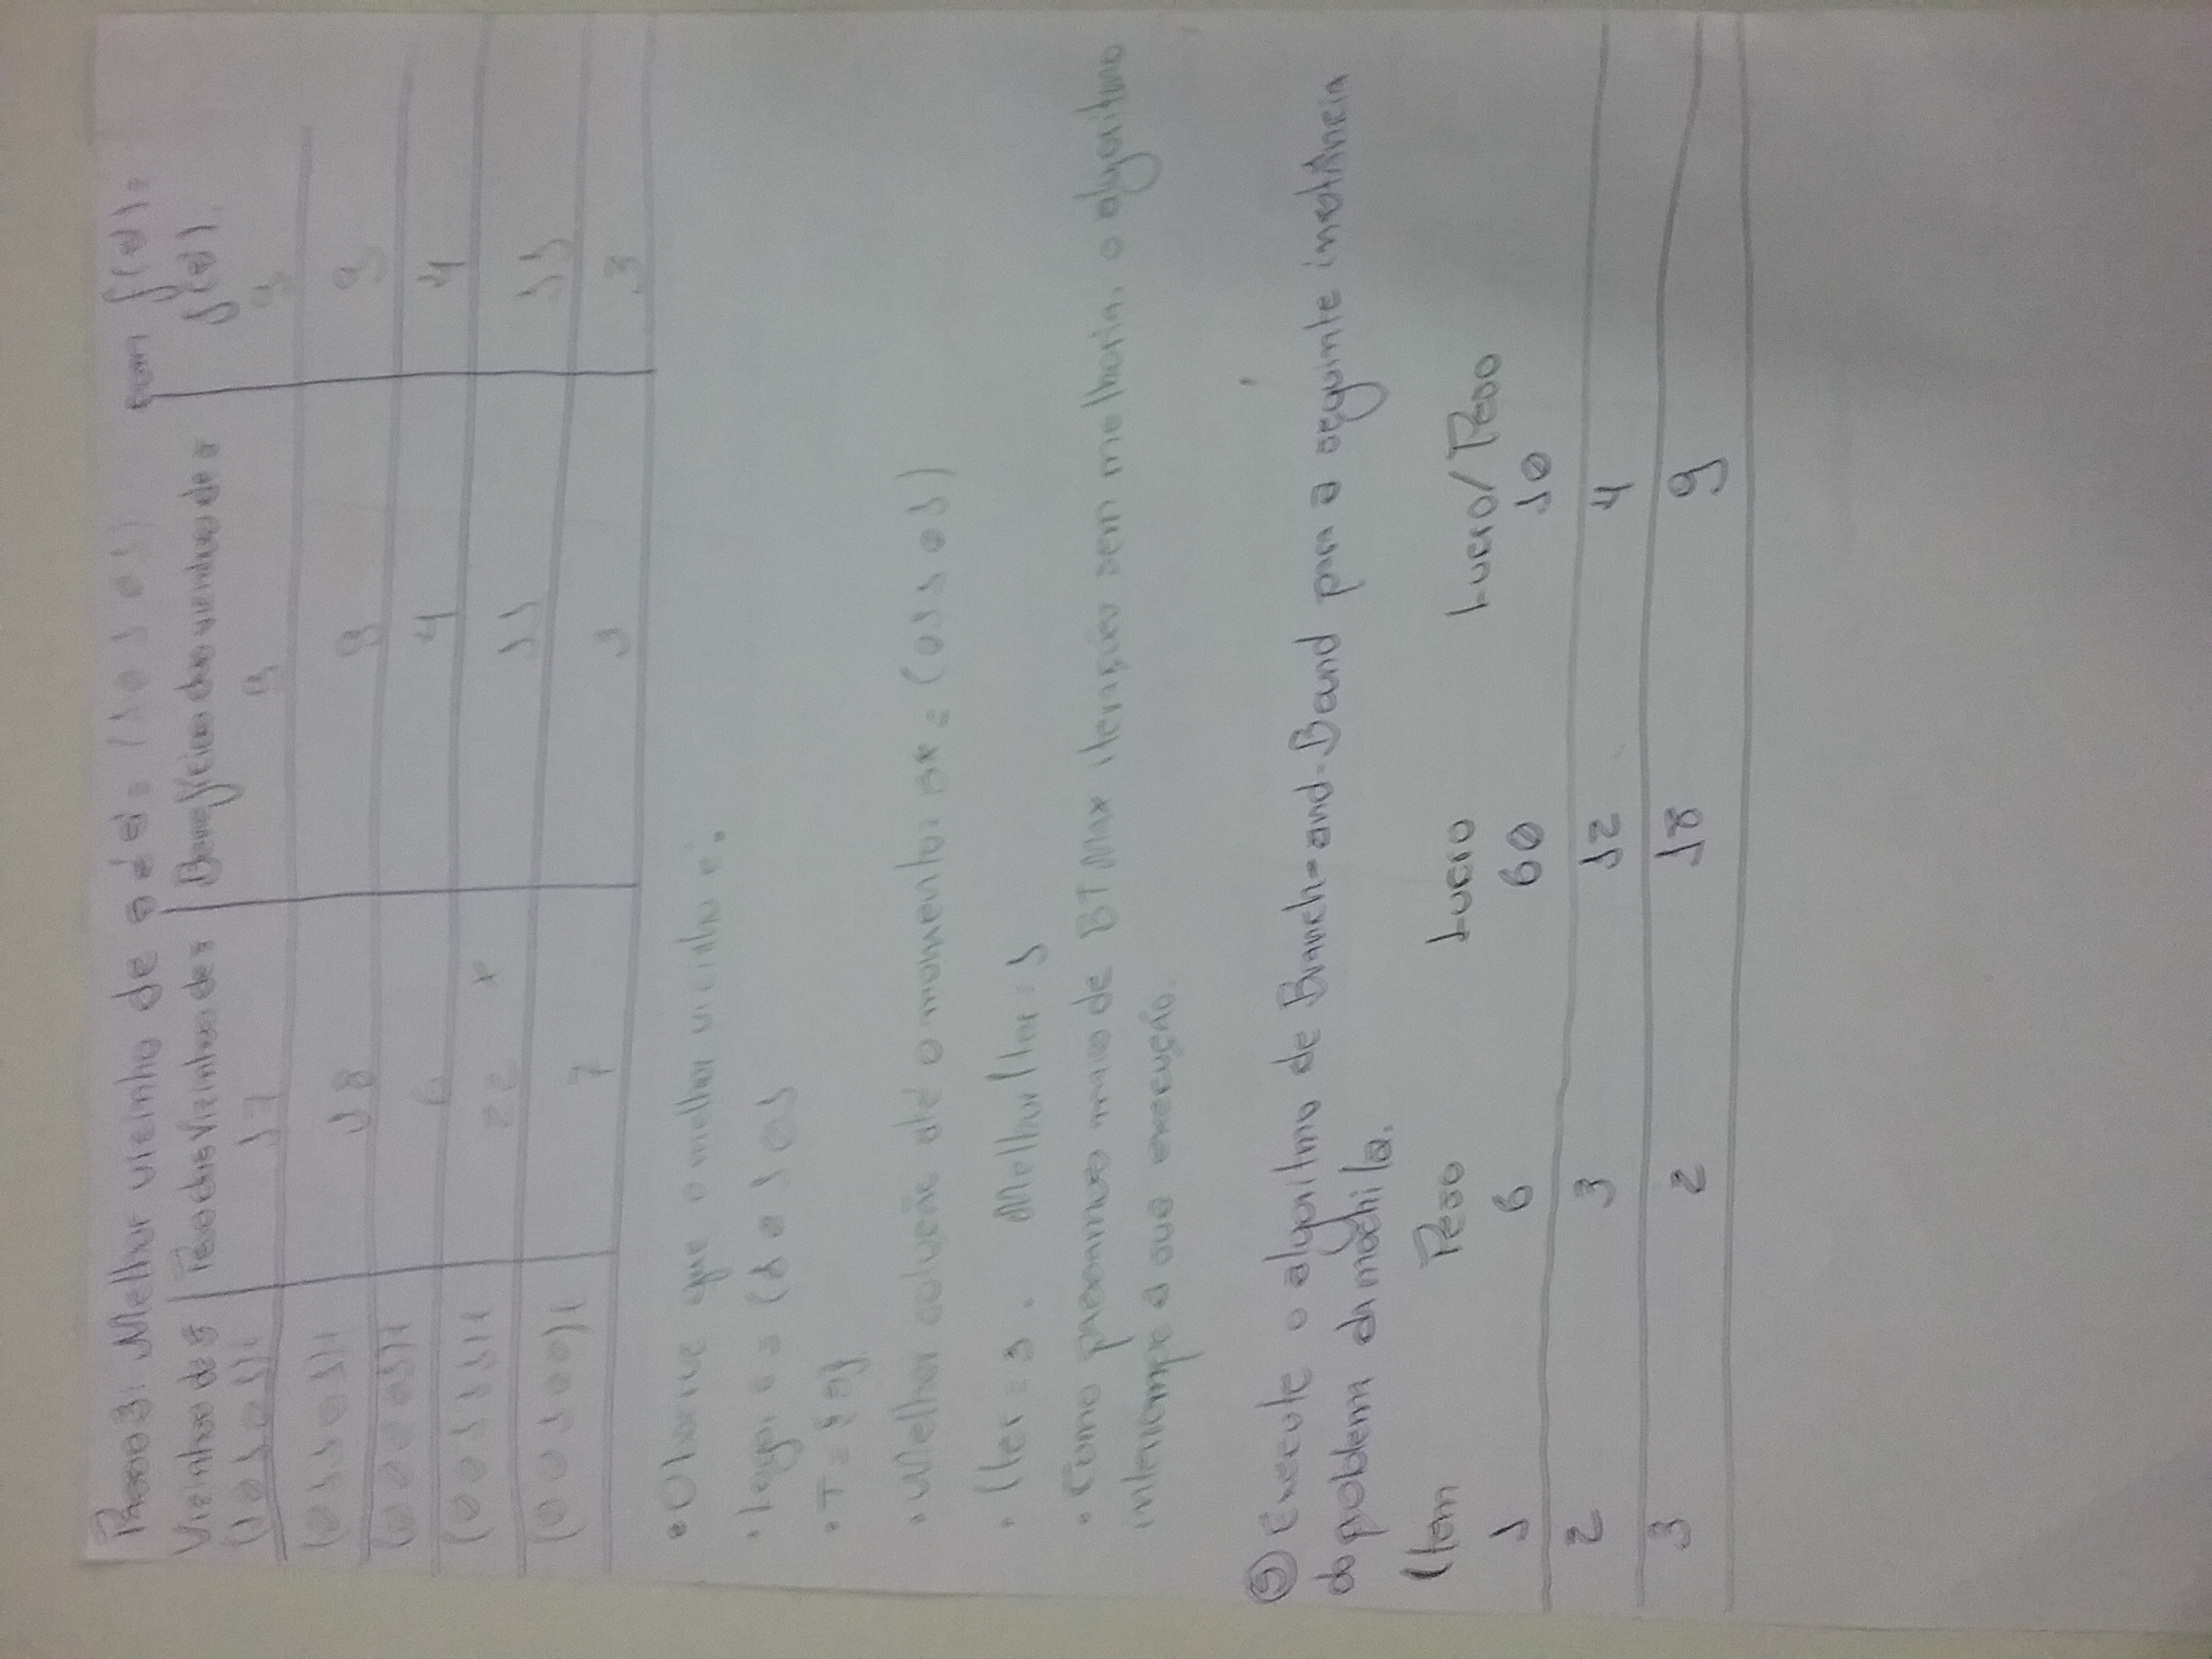 Passo 3: Melhor vizinho de s é s' = (1 0 1 0 1) com f(s') =
Vizinhos de s Peso dos Vizinhos de s Benefícios dos vizinhos de s f(s').
(1 0 1 0 1)t 17 9 9
(0 1 1 0 1)t 18 9 9
(0 0 0 0 1)t 6 4 4
(0 0 1 1 1)t 22 x 11 11
(0 0 1 0 0)t 7 3 3
• Observe que o melhor vizinho é:
• Logo, s = (1 0 1 0 1
• T = {5}
• Melhor solução até o momento: s* = (0 1 1 0 1)
• Iter = 3. MelhorIter = 1
• Como passamos mais de BTMax iterações sem melhoria, o algoritmo
interrompe a sua execução.
⑤ Execute o algoritmo de Branch-and-Bound para a seguinte instância
do problema da mochila.
Item Peso Lucro Lucro/Peso
1 6 60 10
2 3 12 4
3 2 18 9